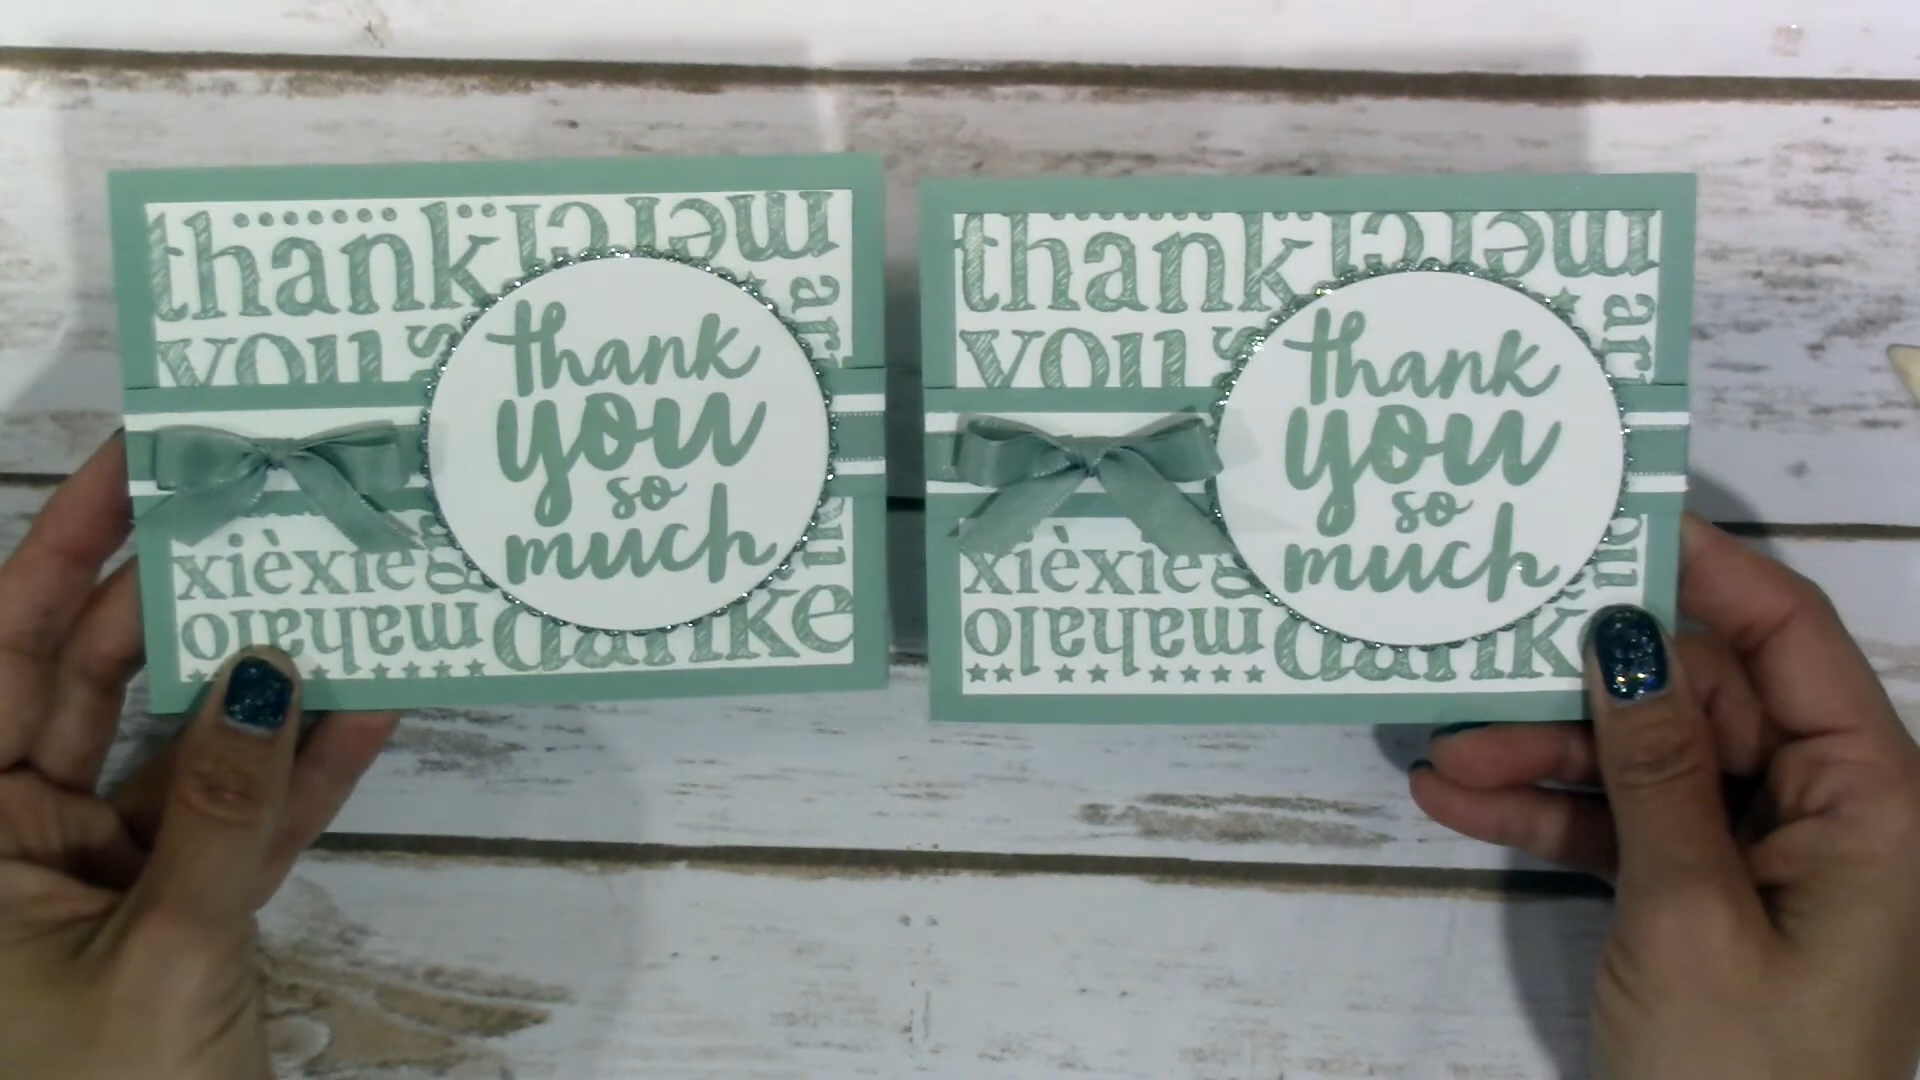 thank merci
you
thank
you
so
much
xièxie
mahalo danke
thank merci
you
thank
you
so
much
xièxie
mahalo danke